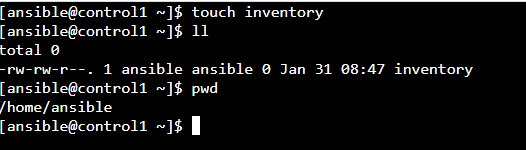 [ansible@control1 ~]$ touch inventory
[ansible@control1 ~]$ ll
total 0
-rw-rw-r--. 1 ansible ansible 0 Jan 31 08:47 inventory
[ansible@control1 ~]$ pwd
/home/ansible
[ansible@control1 ~]$